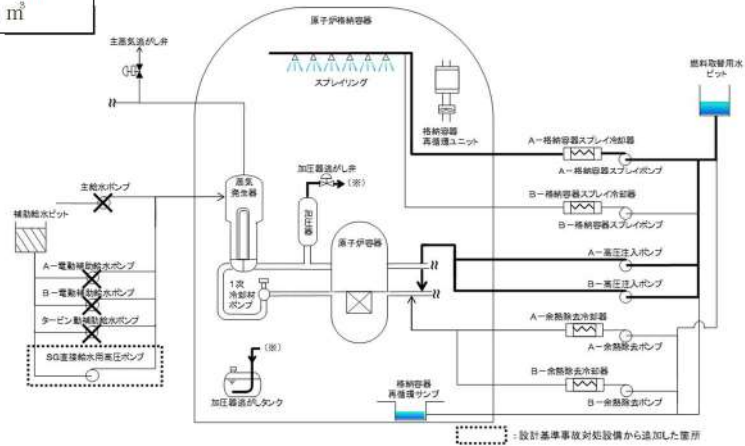 m³
原子炉格納容器
主蒸気逃がし弁
スプレイリング
格納容器
再循環ユニット
燃料取替用水
ピット
A-格納容器スプレイ冷却器
A-格納容器スプレイポンプ
加圧器逃がし弁
(※)
蒸気
発生器
主給水ポンプ
加圧器
B-格納容器スプレイ冷却器
B-格納容器スプレイポンプ
補助給水ピット
原子炉容器
A-高圧注入ポンプ
A-電動補助給水ポンプ
B-電動補助給水ポンプ
1次
冷却材
ポンプ
B-高圧注入ポンプ
タービン動補助給水ポンプ
A-余熱除去冷却器
A-余熱除去ポンプ
SG直接給水用高圧ポンプ
(※)
B-余熱除去冷却器
格納容器
再循環サンプ
加圧器逃がしタンク
B-余熱除去ポンプ
:設計基準事故対処設備から追加した箇所